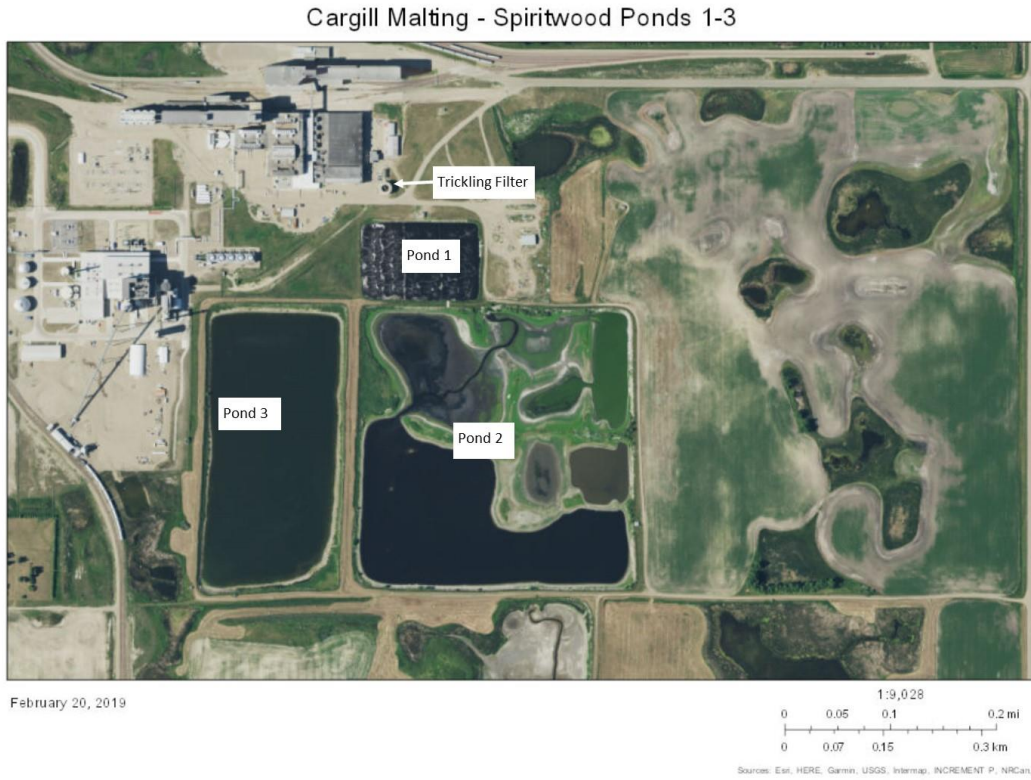 Cargill Malting - Spiritwood Ponds 1-3
Trickling Filter
Pond 1
Pond 3
Pond 2
February 20, 2019
1:9,028
0 0.05 0.1 0.2 mi
0 0.07 0.15 0.3 km
Sources: Esri, HERE, Garmin, USGS, Intermap, INCREMENT P, NRCan,